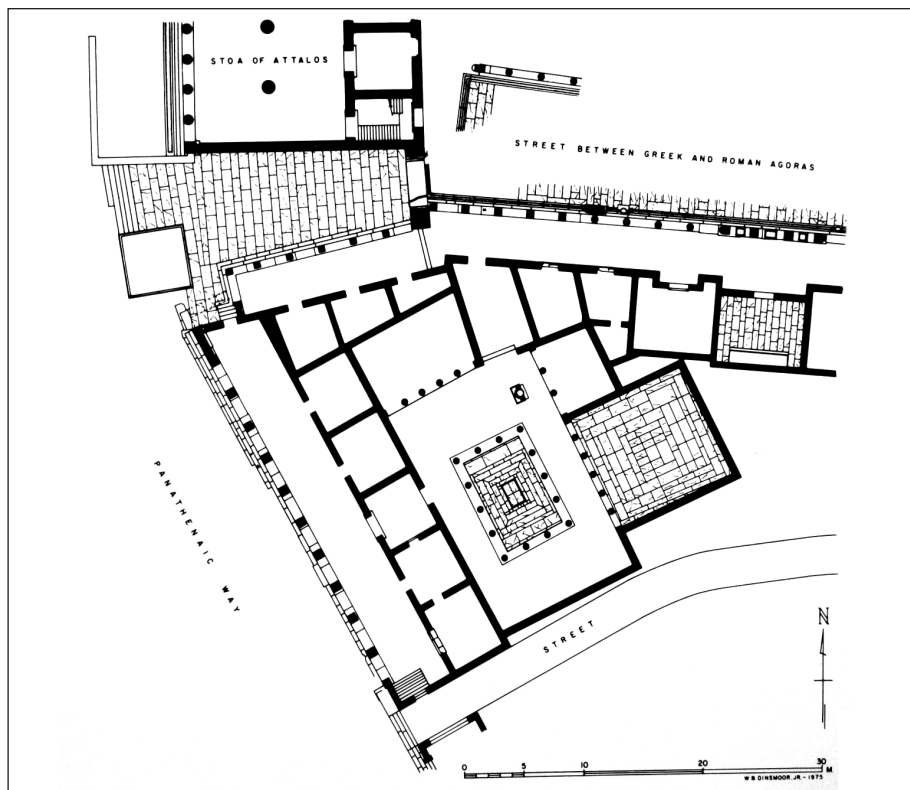 STOA OF ATTALOS
STREET BETWEEN GREEK AND ROMAN AGORAS
PANATHENAIC WAY
STREET
N
0 5 10 20 30 M.
W B DINSMOOR, JR. - 1975